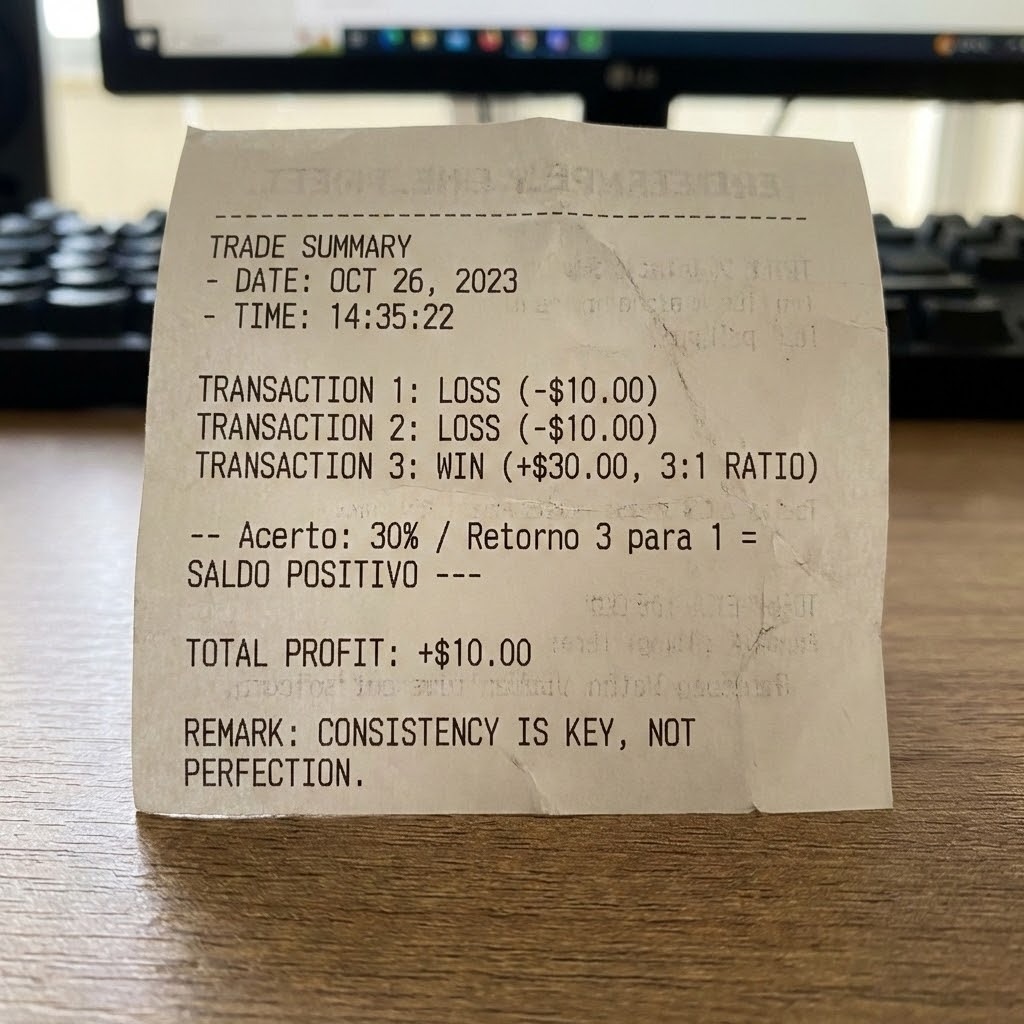 --------------------------------------------------
TRADE SUMMARY
- DATE: OCT 26, 2023
- TIME: 14:35:22
TRANSACTION 1: LOSS (-$10.00)
TRANSACTION 2: LOSS (-$10.00)
TRANSACTION 3: WIN (+$30.00, 3:1 RATIO)
-- Acerto: 30% / Retorno 3 para 1 =
SALDO POSITIVO ---
TOTAL PROFIT: +$10.00
REMARK: CONSISTENCY IS KEY, NOT
PERFECTION.